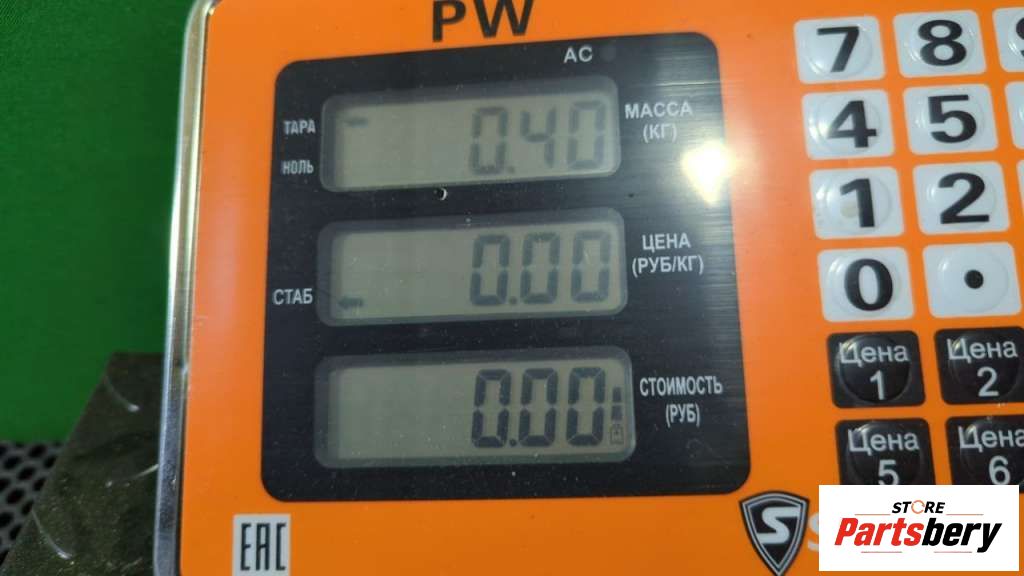 PW
AC
ТАРА
НОЛЬ
0.40
МАССА
(КГ)
СТАБ
0.00
ЦЕНА
(РУБ/КГ)
0.00
СТОИМОСТЬ
(РУБ)
7 8
4 5
1 2
0 .
Цена
1
Цена
2
Цена
5
Цена
6
EAC
S
STORE
Partsbery